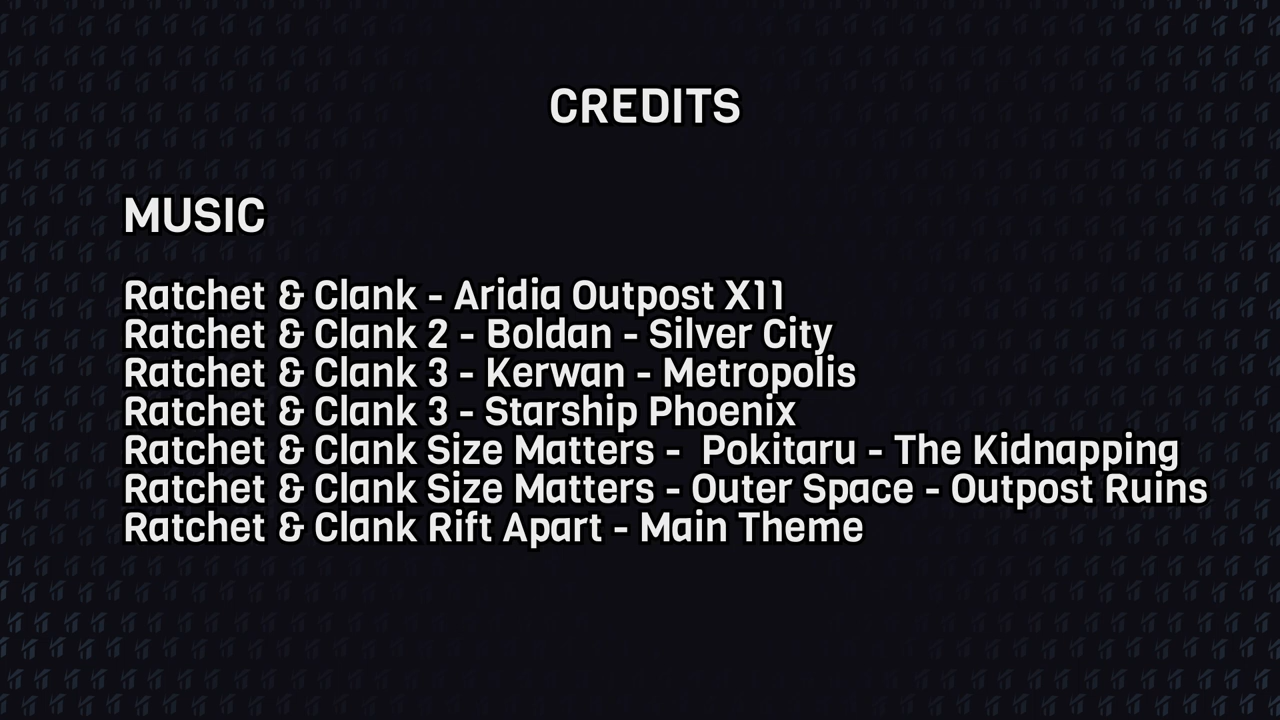 CREDITS
MUSIC
Ratchet & Clank - Aridia Outpost X11
Ratchet & Clank 2 - Boldan - Silver City
Ratchet & Clank 3 - Kerwan - Metropolis
Ratchet & Clank 3 - Starship Phoenix
Ratchet & Clank Size Matters -  Pokitaru - The Kidnapping
Ratchet & Clank Size Matters - Outer Space - Outpost Ruins
Ratchet & Clank Rift Apart - Main Theme